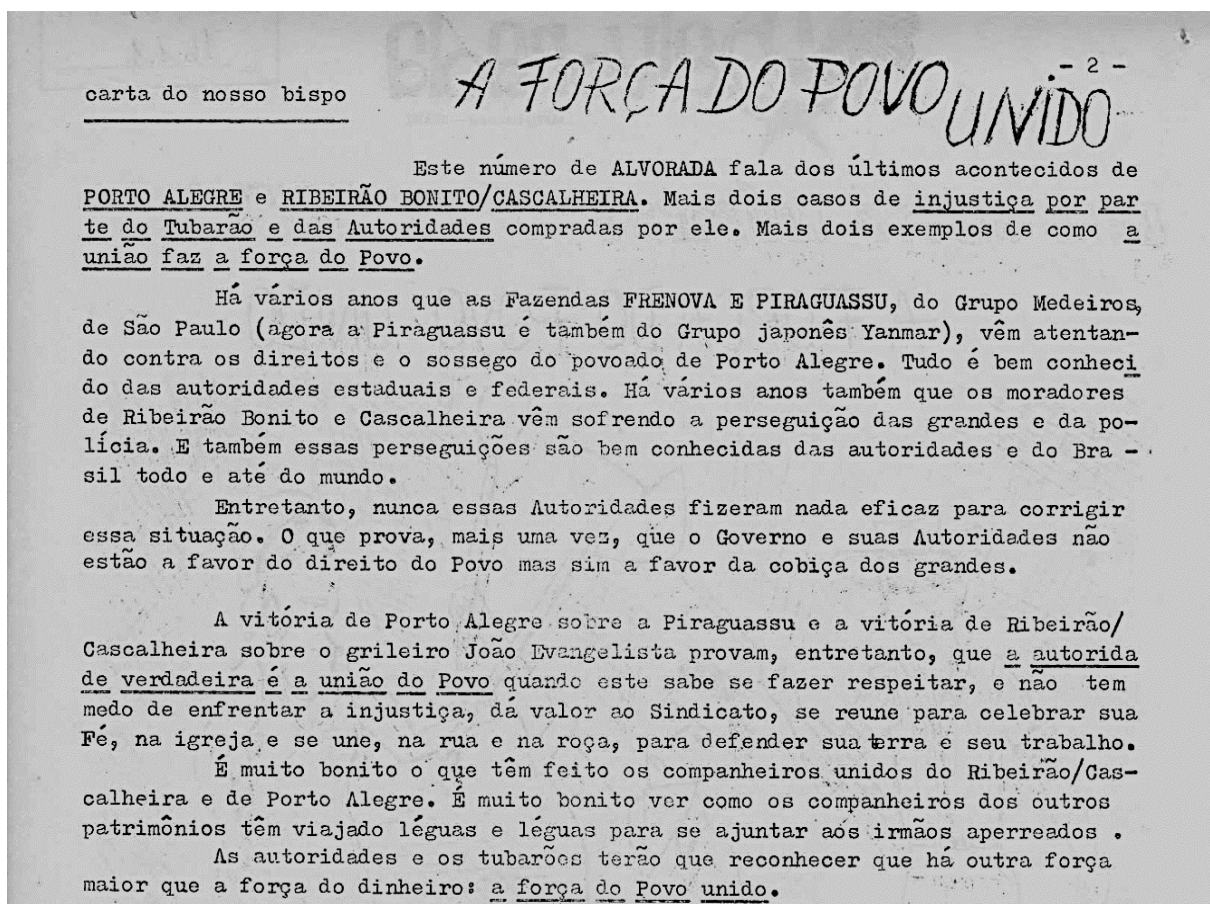 .- 2 -
carta do nosso bispo
A FORÇA DO POVO UNIDO
Este número de ALVORADA fala dos últimos acontecidos de
PORTO ALEGRE e RIBEIRÃO BONITO/CASCALHEIRA. Mais dois casos de injustiça por par
te do Tubarão e das Autoridades compradas por ele. Mais dois exemplos de como a
união faz a força do Povo.
Há vários anos que as Fazendas FRENOVA E PIRAGUASSU, do Grupo Medeiros,
de São Paulo (agora a Piraguassu é também do Grupo japonês Yanmar), vêm atentan-
do contra os direitos e o sossego do povoado de Porto Alegre. Tudo é bem conheci
do das autoridades estaduais e federais. Há vários anos também que os moradores
de Ribeirão Bonito e Cascalheira vêm sofrendo a perseguição das grandes e da po-
lícia. E também essas perseguições são bem conhecidas das autoridades e do Bra -
sil todo e até do mundo.
Entretanto, nunca essas Autoridades fizeram nada eficaz para corrigir
essa situação. O que prova, mais uma vez, que o Governo e suas Autoridades não
estão a favor do direito do Povo mas sim a favor da cobiça dos grandes.
A vitória de Porto Alegre sobre a Piraguassu e a vitória de Ribeirão/
Cascalheira sobre o grileiro João Evangelista provam, entretanto, que a autorida
de verdadeira é a união do Povo quando este sabe se fazer respeitar, e não tem
medo de enfrentar a injustiça, dá valor ao Sindicato, se reune para celebrar sua
Fé, na igreja e se une, na rua e na roça, para defender sua terra e seu trabalho.
É muito bonito o que têm feito os companheiros unidos do Ribeirão/Cas-
calheira e de Porto Alegre. É muito bonito ver como os companheiros dos outros
patrimônios têm viajado léguas e léguas para se ajuntar aos irmãos aperreados .
As autoridades e os tubarões terão que reconhecer que há outra força
maior que a força do dinheiro: a força do Povo unido.